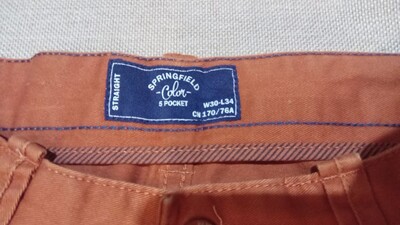 STRAIGHT
SPRINGFIELD
-Color-
5 POCKET
W30-L34
CN 170/76A